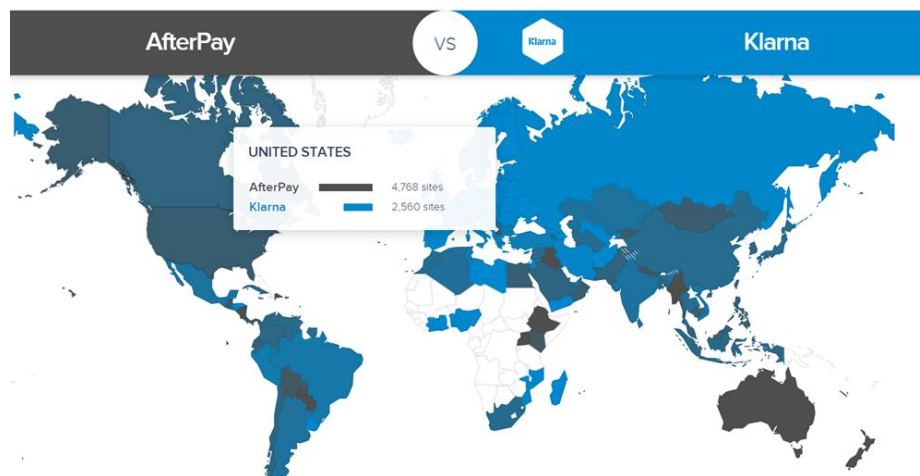 AfterPay
VS
Klarna
Klarna
UNITED STATES
AfterPay 4,768 sites
Klarna 2,560 sites